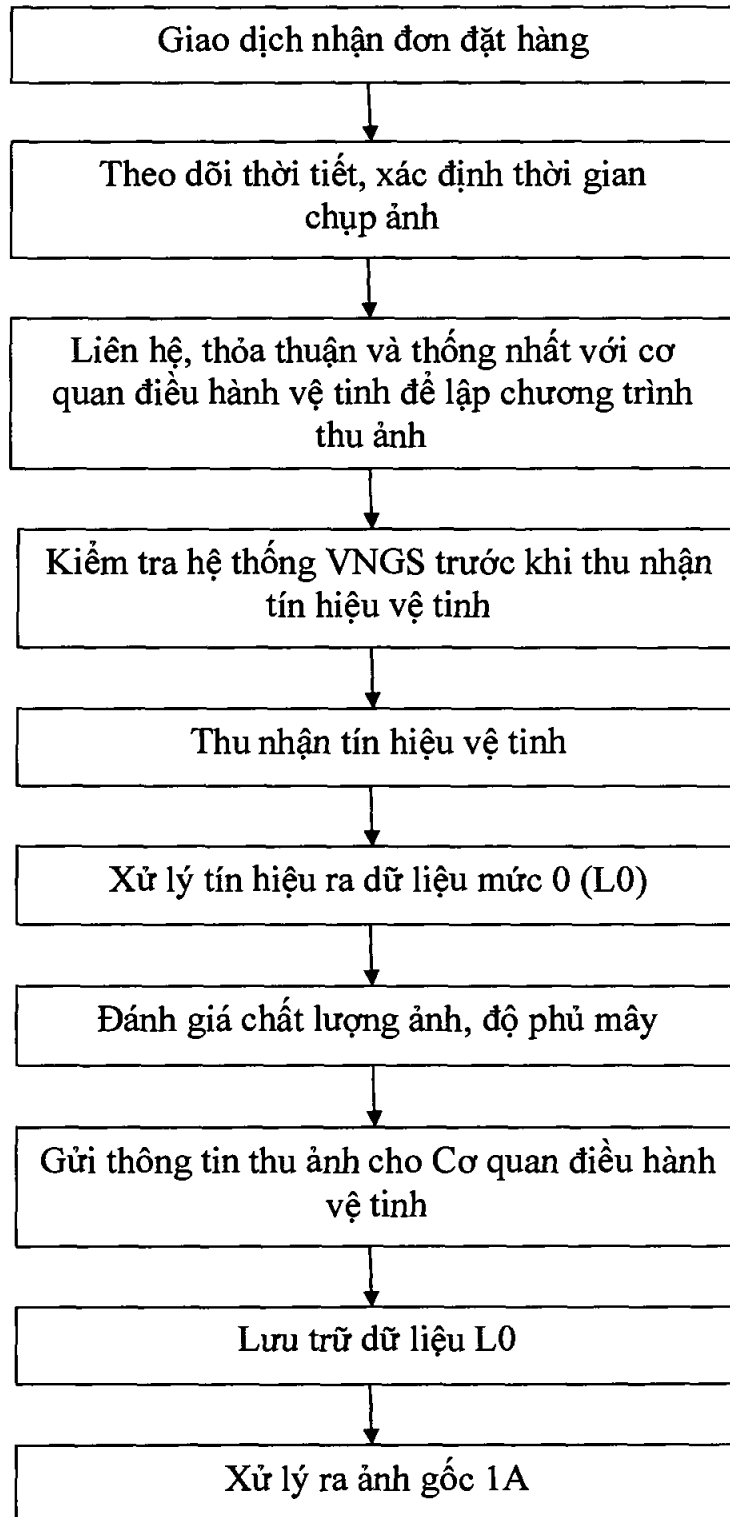 Giao dịch nhận đơn đặt hàng
Theo dõi thời tiết, xác định thời gian
chụp ảnh
Liên hệ, thỏa thuận và thống nhất với cơ
quan điều hành vệ tinh để lập chương trình
thu ảnh
Kiểm tra hệ thống VNGS trước khi thu nhận
tín hiệu vệ tinh
Thu nhận tín hiệu vệ tinh
Xử lý tín hiệu ra dữ liệu mức 0 (L0)
Đánh giá chất lượng ảnh, độ phủ mây
Gửi thông tin thu ảnh cho Cơ quan điều hành
vệ tinh
Lưu trữ dữ liệu L0
Xử lý ra ảnh gốc 1A